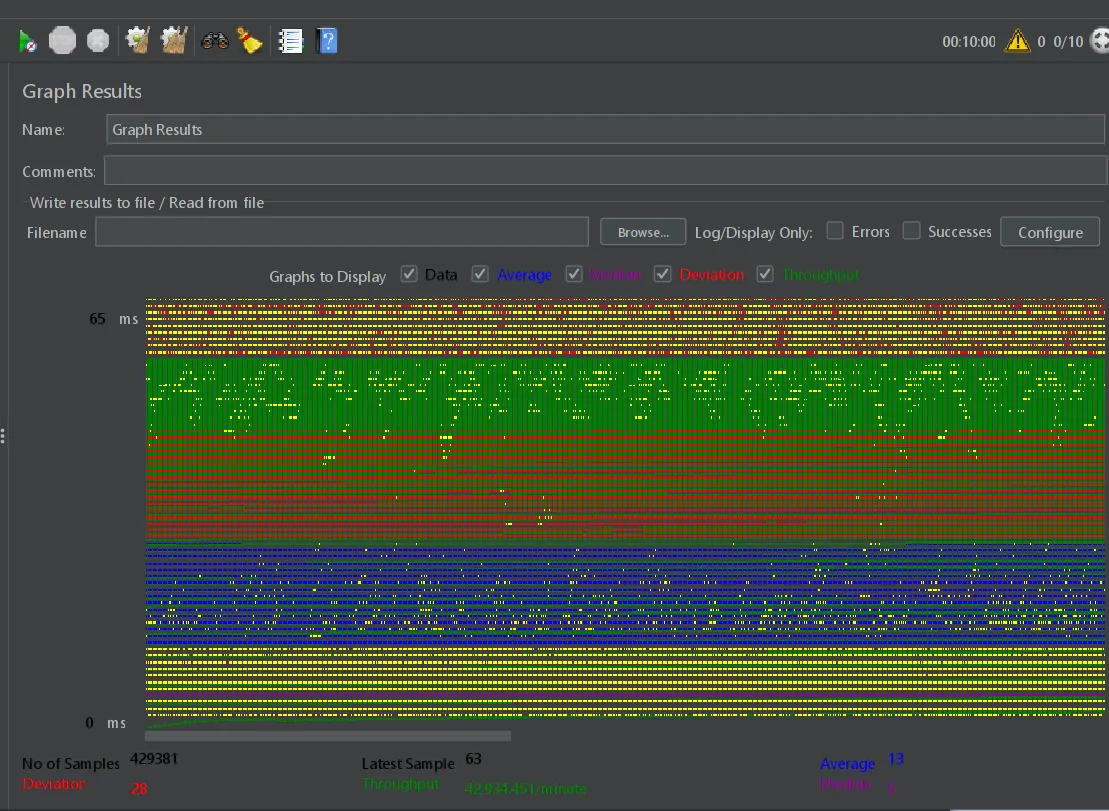 00:10:00 0 0/10
?
Graph Results
Name: Graph Results
Comments:
Write results to file / Read from file
Filename Browse... Log/Display Only: Errors Successes Configure
Graphs to Display Data Average Median Deviation Throughput
65 ms
0 ms
No of Samples 429381 Latest Sample 63 Average 13
Deviation 28 Throughput 42,934.451/minute Median